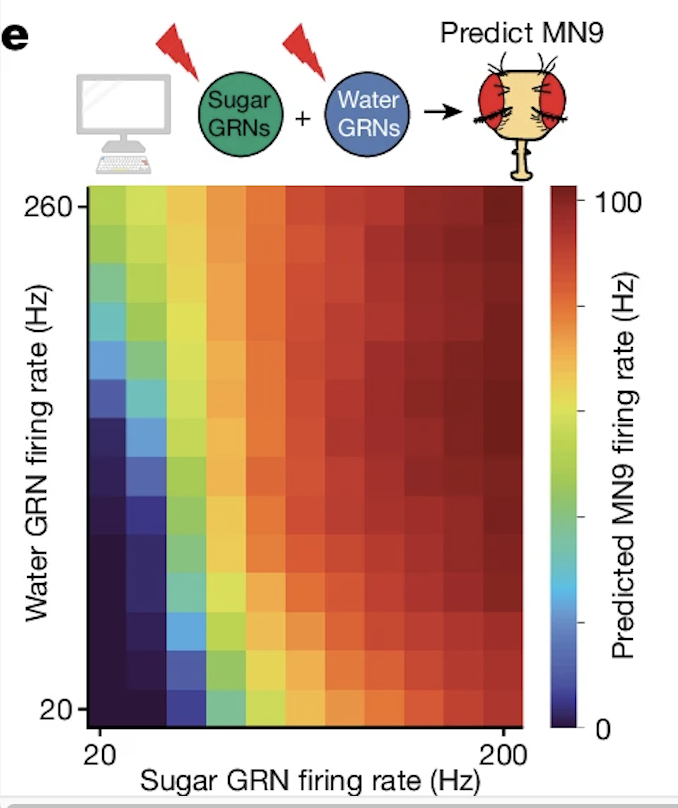 e
Predict MN9
Sugar
GRNs
+
Water
GRNs
260
20
Water GRN firing rate (Hz)
20
200
Sugar GRN firing rate (Hz)
100
0
Predicted MN9 firing rate (Hz)